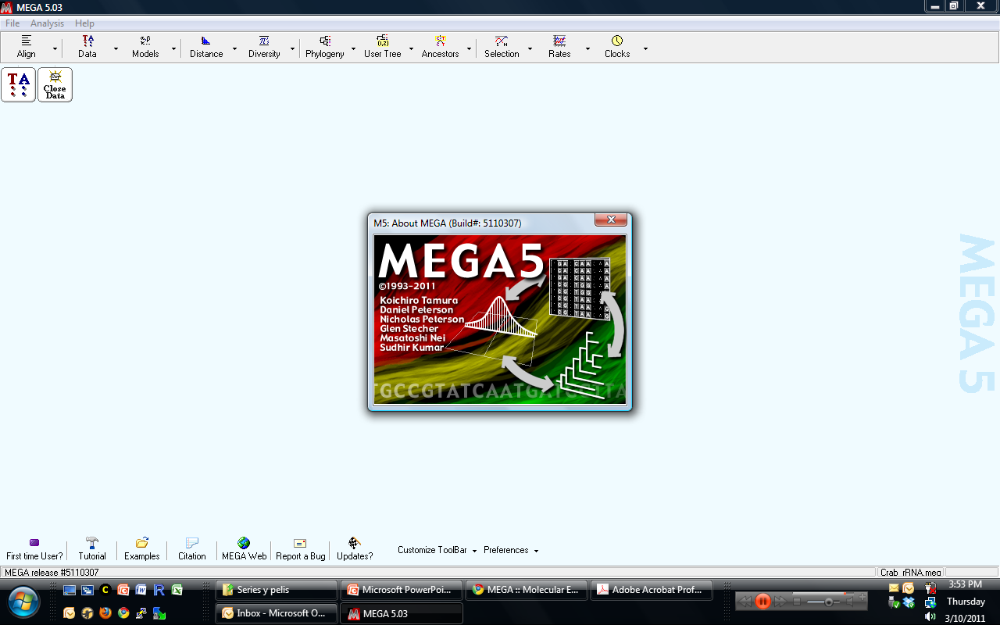 MEGA 5.03
File Analysis Help
Align Data Models Distance Diversity Phylogeny User Tree Ancestors Selection Rates Clocks
TA
Close
Data
M5: About MEGA (Build#: 5110307)
MEGA5
©1993-2011
Koichiro Tamura
Daniel Peterson
Nicholas Peterson
Glen Stecher
Masatoshi Nei
Sudhir Kumar
MEGA 5
First time User? Tutorial Examples Citation MEGA Web Report a Bug Updates? Customize ToolBar Preferences
MEGA release #5110307 Crab_rRNA.meg
Series y pelis Microsoft PowerPoi... MEGA :: Molecular E... Adobe Acrobat Prof...
Inbox - Microsoft O... MEGA 5.03
3:53 PM
Thursday
3/10/2011